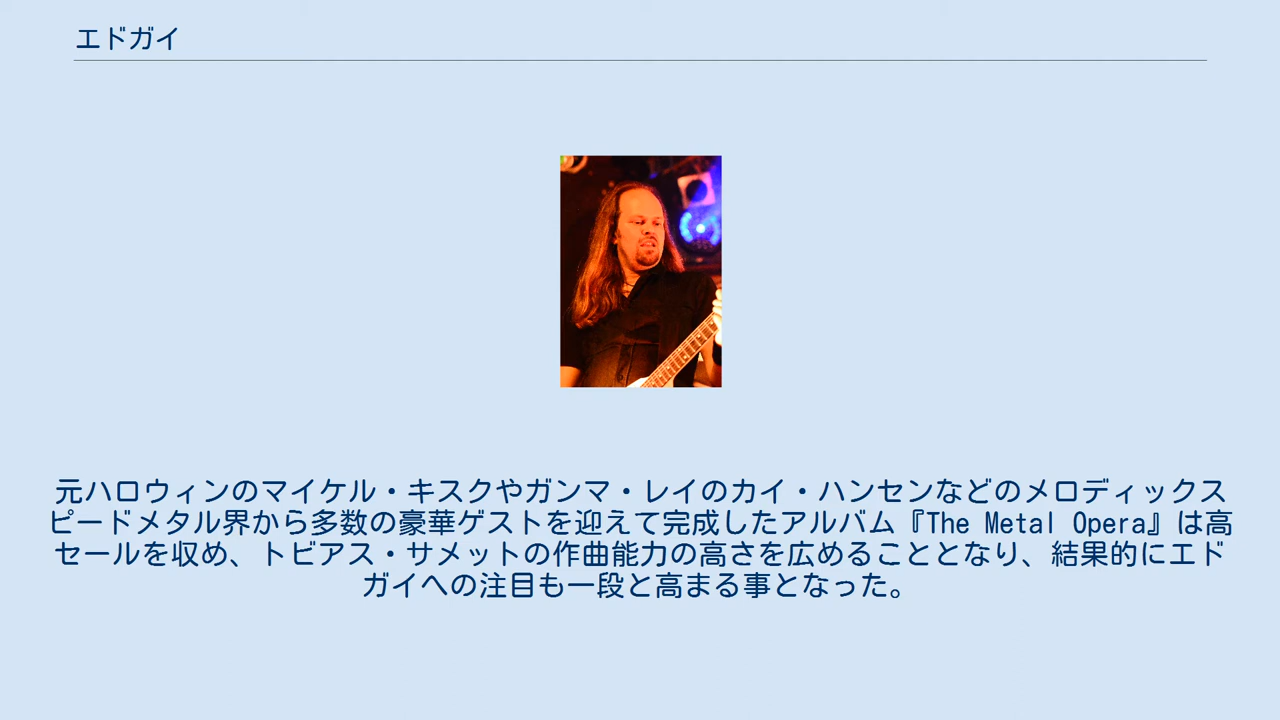 エドガイ
元ハロウィンのマイケル・キスクやガンマ・レイのカイ・ハンセンなどのメロディックス
ピードメタル界から多数の豪華ゲストを迎えて完成したアルバム『The Metal Opera』は高
セールを収め、トビアス・サメットの作曲能力の高さを広めることとなり、結果的にエド
ガイへの注目も一段と高まる事となった。